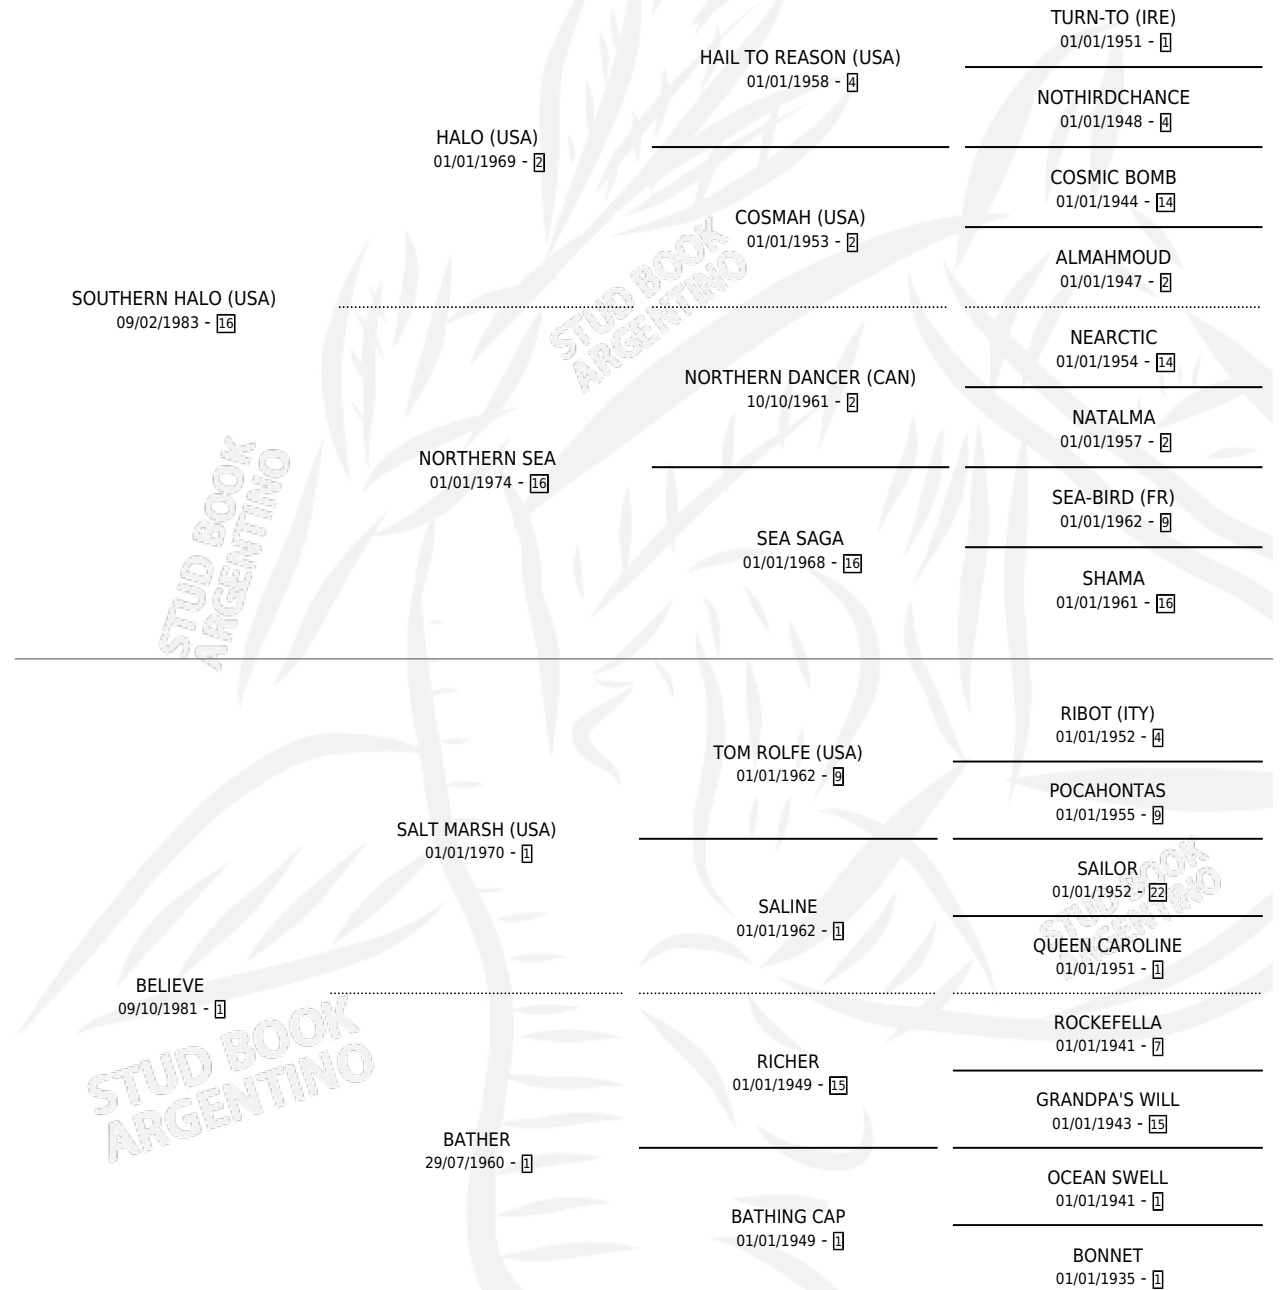 TURN-TO (IRE)
01/01/1951 - 1
HAIL TO REASON (USA)
01/01/1958 - 4
NOTHIRDCHANCE
01/01/1948 - 4
HALO (USA)
01/01/1969 - 2
COSMIC BOMB
01/01/1944 - 14
COSMAH (USA)
01/01/1953 - 2
ALMAHMOUD
01/01/1947 - 2
SOUTHERN HALO (USA)
09/02/1983 - 16
STUD BOOK
ARGENTINO
NEARCTIC
01/01/1954 - 14
NORTHERN DANCER (CAN)
10/10/1961 - 2
NATALMA
01/01/1957 - 2
NORTHERN SEA
01/01/1974 - 16
SEA-BIRD (FR)
01/01/1962 - 9
SEA SAGA
01/01/1968 - 16
SHAMA
01/01/1961 - 16
STUD BOOK
ARGENTINO
RIBOT (ITY)
01/01/1952 - 4
TOM ROLFE (USA)
01/01/1962 - 9
POCAHONTAS
01/01/1955 - 9
SALT MARSH (USA)
01/01/1970 - 1
SAILOR
01/01/1952 - 22
SALINE
01/01/1962 - 1
QUEEN CAROLINE
01/01/1951 - 1
STUD BOOK
ARGENTINO
BELIEVE
09/10/1981 - 1
STUD BOOK
ARGENTINO
ROCKEFELLA
01/01/1941 - 7
RICHER
01/01/1949 - 15
GRANDPA'S WILL
01/01/1943 - 15
BATHER
29/07/1960 - 1
OCEAN SWELL
01/01/1941 - 1
BATHING CAP
01/01/1949 - 1
BONNET
01/01/1935 - 1